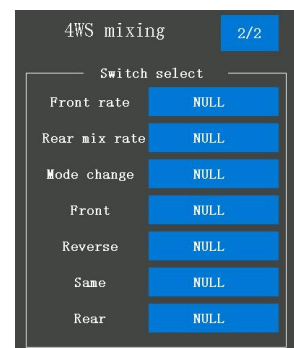 4WS mixing 2/2
Switch select
Front rate NULL
Rear mix rate NULL
Mode change NULL
Front NULL
Reverse NULL
Same NULL
Rear NULL